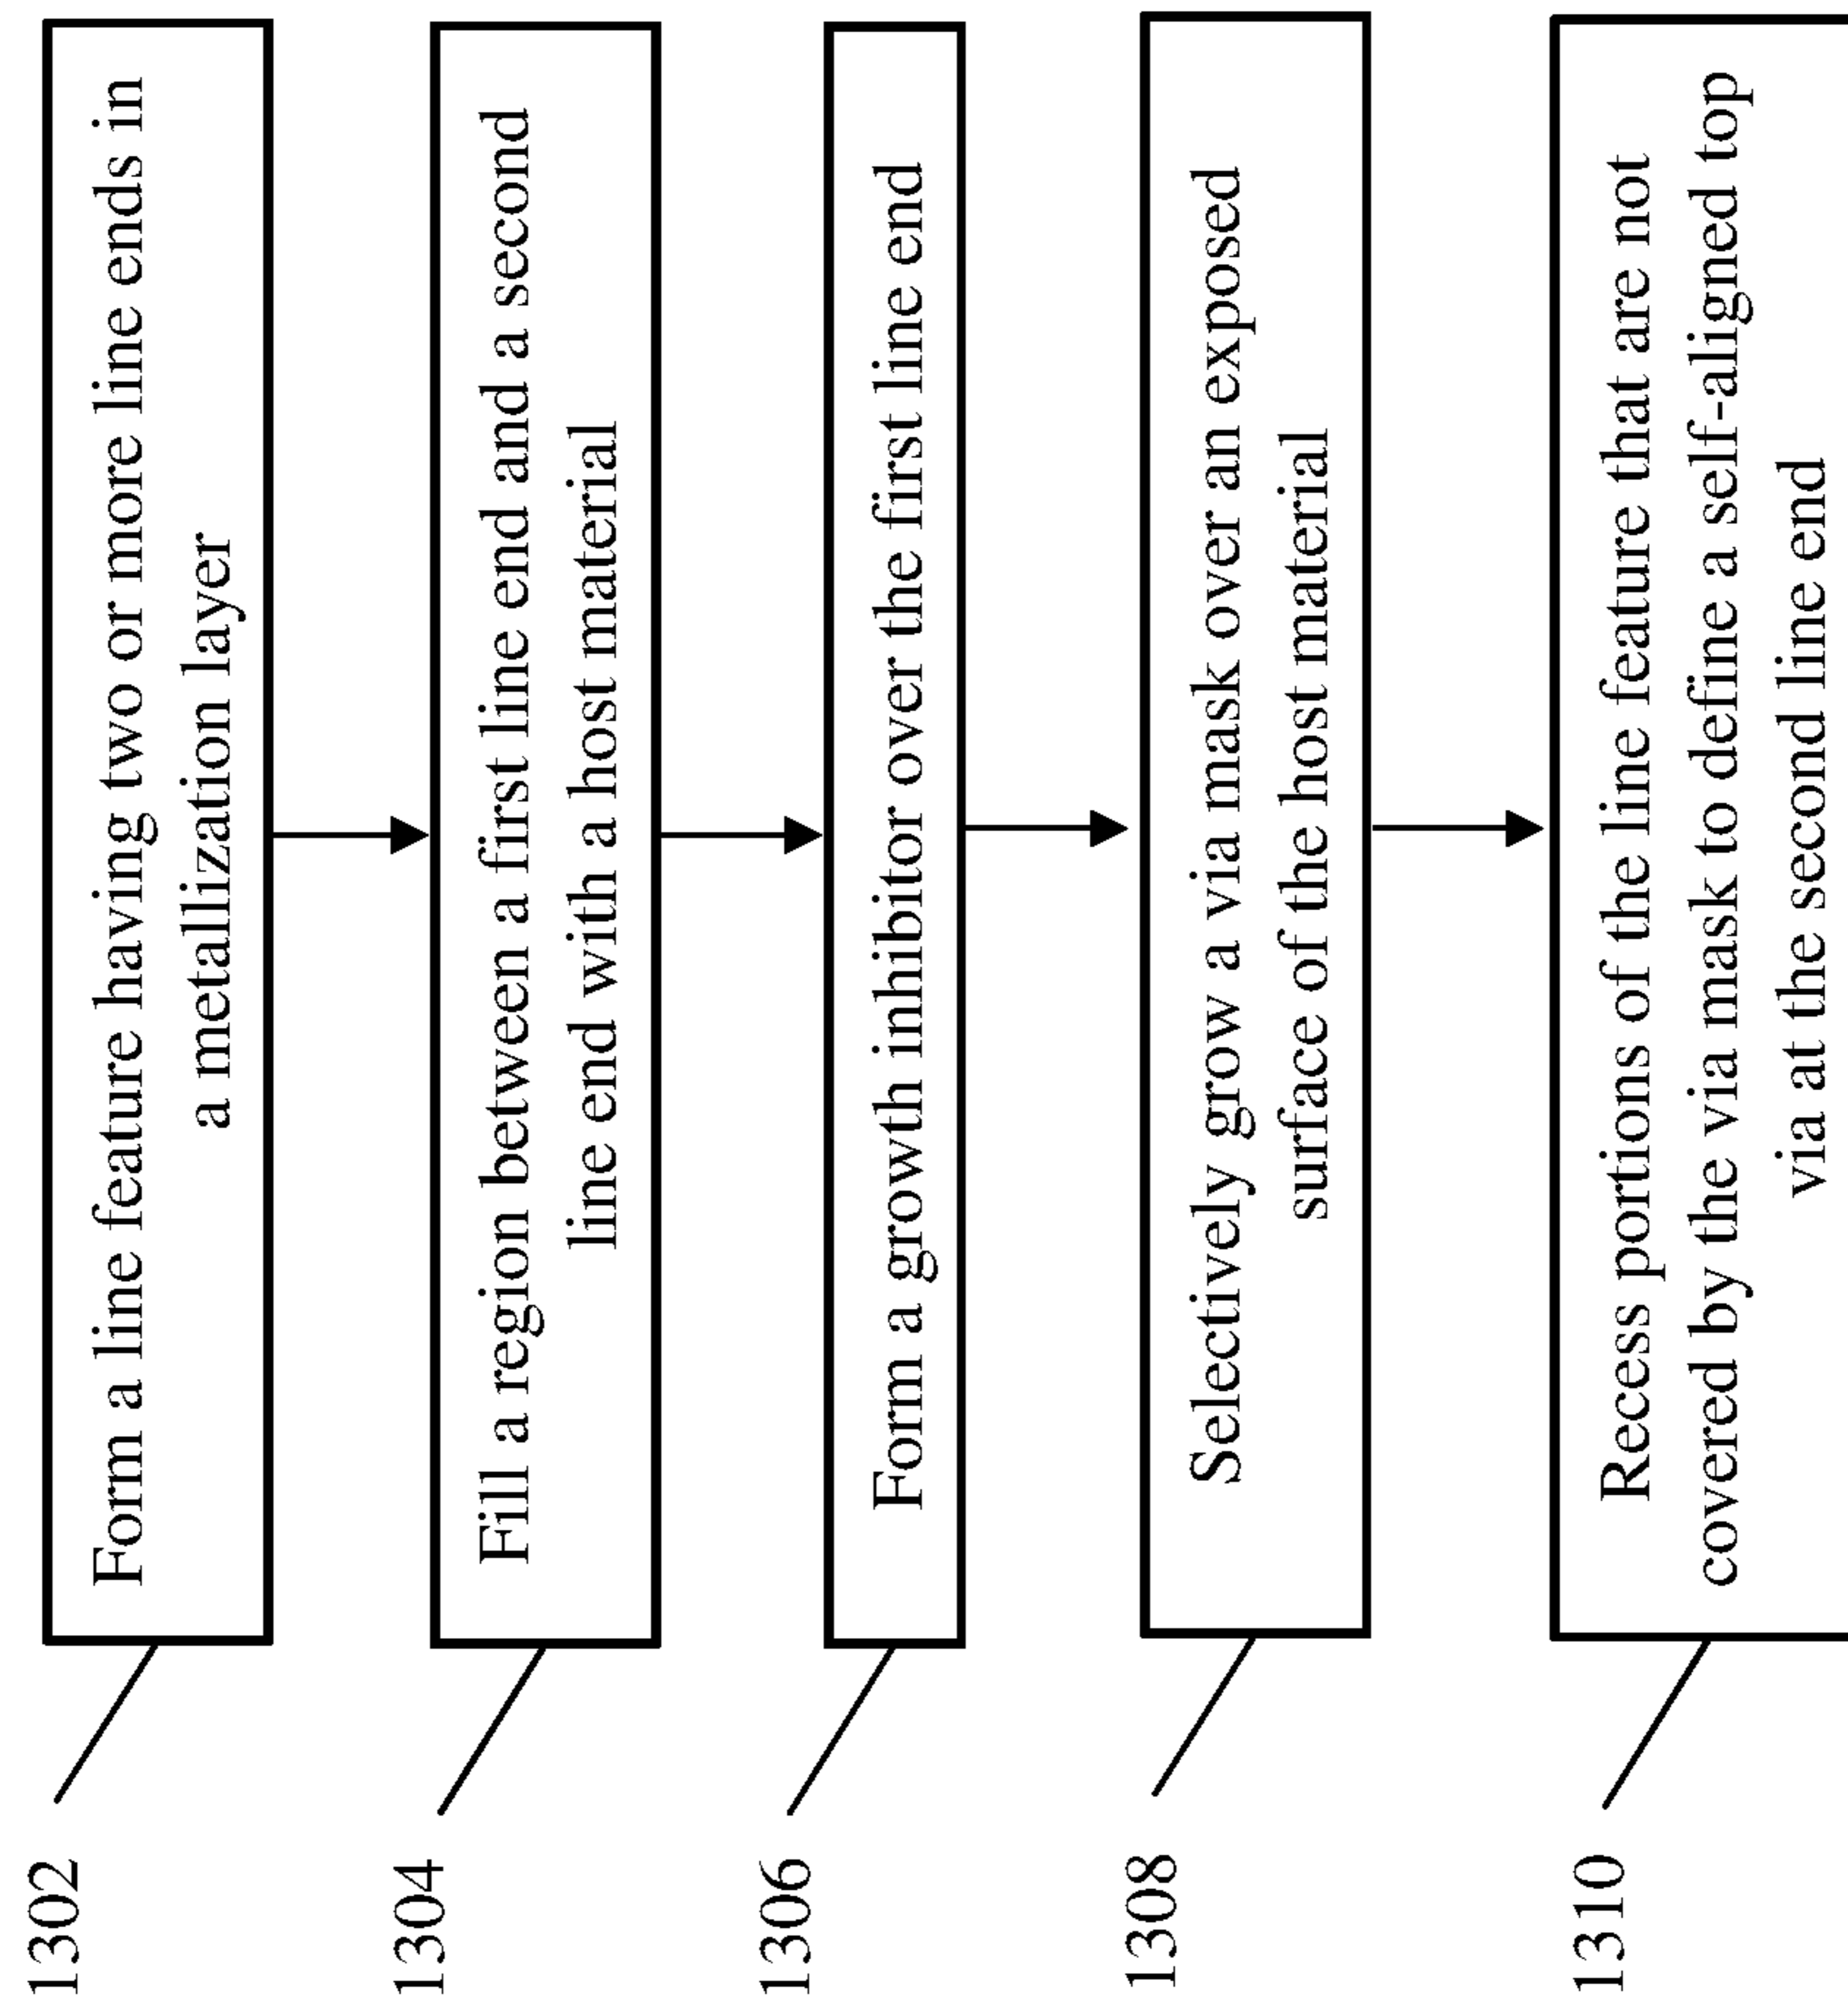 1302
Form a line feature having two or more line ends in
a metallization layer
1304
Fill a region between a first line end and a second
line end with a host material
1306
Form a growth inhibitor over the first line end
1308
Selectively grow a via mask over an exposed
surface of the host material
1310
Recess portions of the line feature that are not
covered by the via mask to define a self-aligned top
via at the second line end